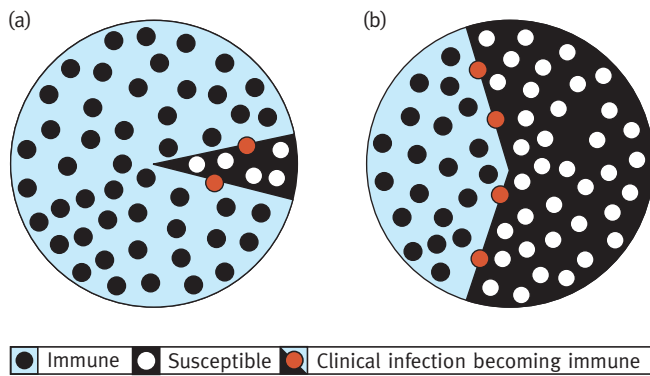 (a)
(b)
Immune
Susceptible
Clinical infection becoming immune